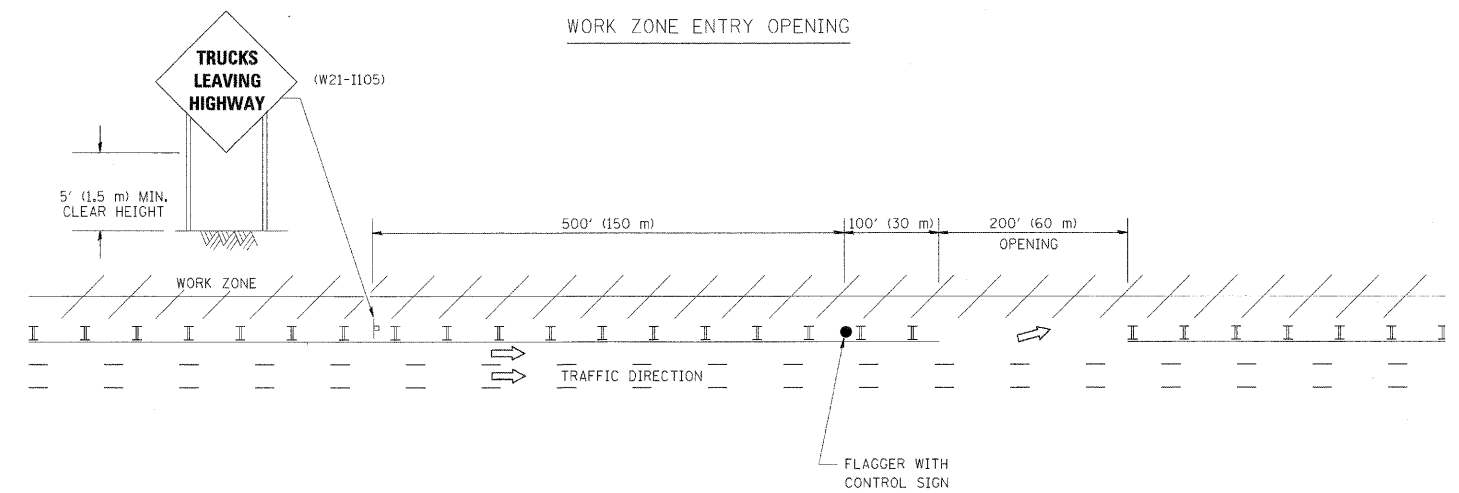 WORK ZONE ENTRY OPENING
TRUCKS
LEAVING
HIGHWAY
(W21-I105)
5' (1.5 m) MIN.
CLEAR HEIGHT
500' (150 m)
100' (30 m)
200' (60 m)
OPENING
WORK ZONE
TRAFFIC DIRECTION
FLAGGER WITH
CONTROL SIGN